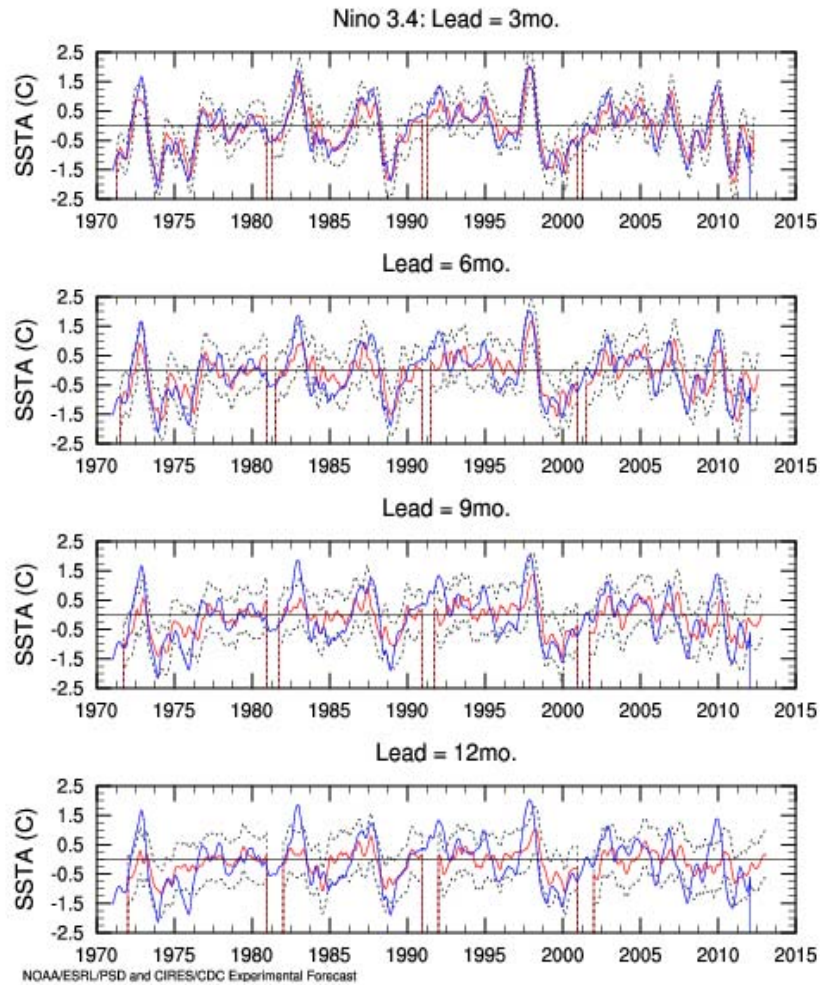 Nino 3.4: Lead = 3mo.
SSTA (C)
2.5
1.5
0.5
-0.5
-1.5
-2.5
1970 1975 1980 1985 1990 1995 2000 2005 2010 2015
Lead = 6mo.
SSTA (C)
2.5
1.5
0.5
-0.5
-1.5
-2.5
1970 1975 1980 1985 1990 1995 2000 2005 2010 2015
Lead = 9mo.
SSTA (C)
2.5
1.5
0.5
-0.5
-1.5
-2.5
1970 1975 1980 1985 1990 1995 2000 2005 2010 2015
Lead = 12mo.
SSTA (C)
2.5
1.5
0.5
-0.5
-1.5
-2.5
1970 1975 1980 1985 1990 1995 2000 2005 2010 2015
NOAA/ESRL/PSD and CIRES/CDC Experimental Forecast